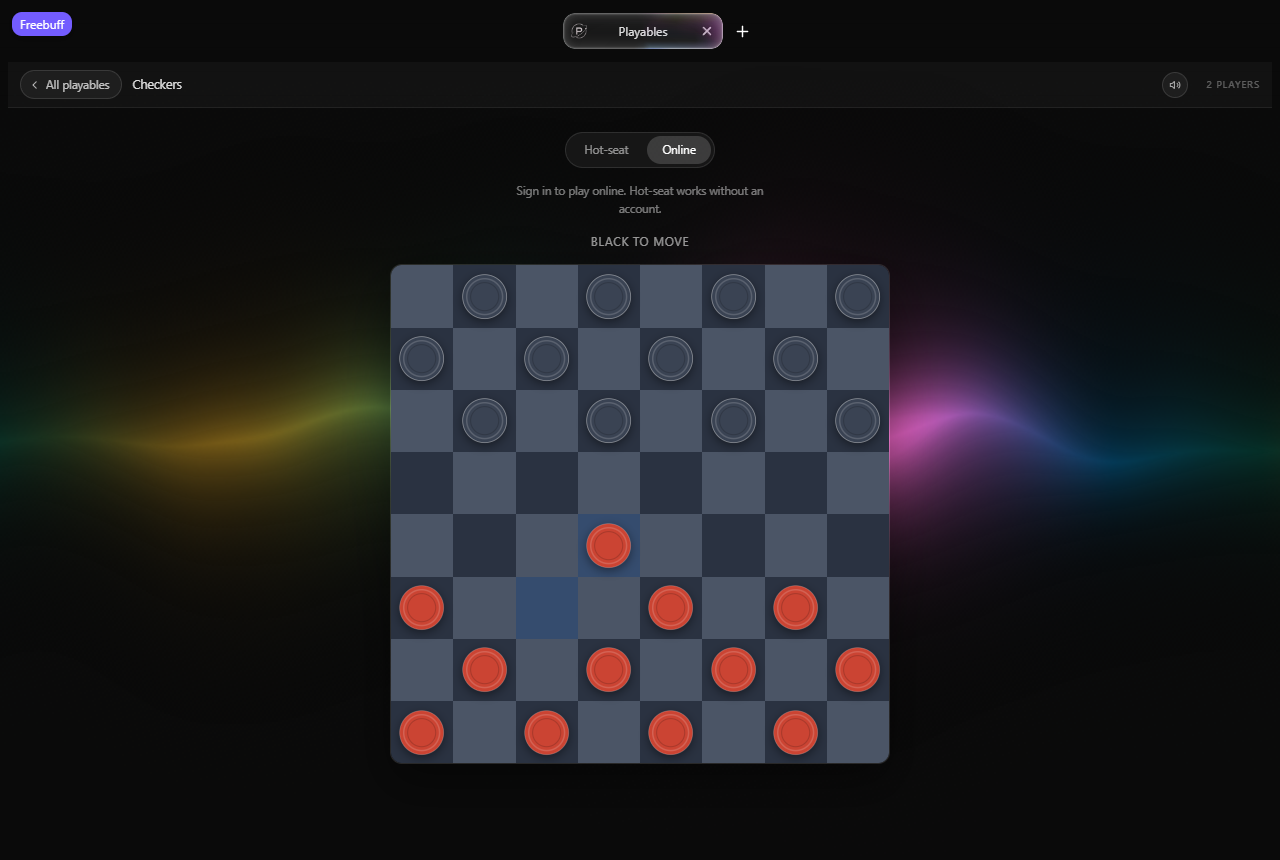 Freebuff
P
Playables
All playables
Checkers
2 PLAYERS
Hot-seat
Online
Sign in to play online. Hot-seat works without an
account.
BLACK TO MOVE